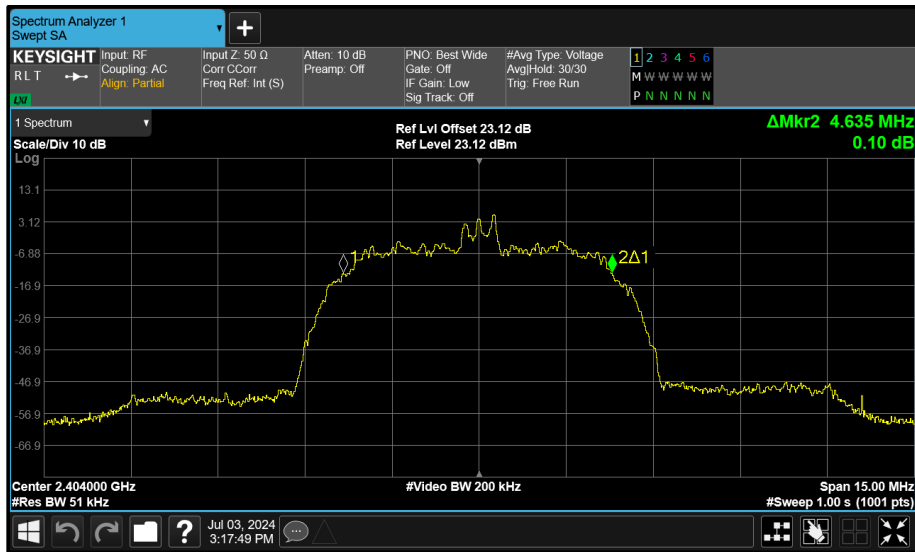 Spectrum Analyzer 1
Swept SA
+
KEYSIGHT
R L T
LXI
Input: RF
Coupling: AC
Align: Partial
Input Z: 50 Ω
Corr CCorr
Freq Ref: Int (S)
Atten: 10 dB
Preamp: Off
PNO: Best Wide
Gate: Off
IF Gain: Low
Sig Track: Off
#Avg Type: Voltage
Avg|Hold: 30/30
Trig: Free Run
1 2 3 4 5 6
M W W W W W
P N N N N N
1 Spectrum
Scale/Div 10 dB
Ref Lvl Offset 23.12 dB
Ref Level 23.12 dBm
ΔMkr2 4.635 MHz
0.10 dB
Log
13.1
3.12
-6.88
-16.9
-26.9
-36.9
-46.9
-56.9
-66.9
1
2Δ1
Center 2.404000 GHz
#Res BW 51 kHz
#Video BW 200 kHz
Span 15.00 MHz
#Sweep 1.00 s (1001 pts)
?
Jul 03, 2024
3:17:49 PM